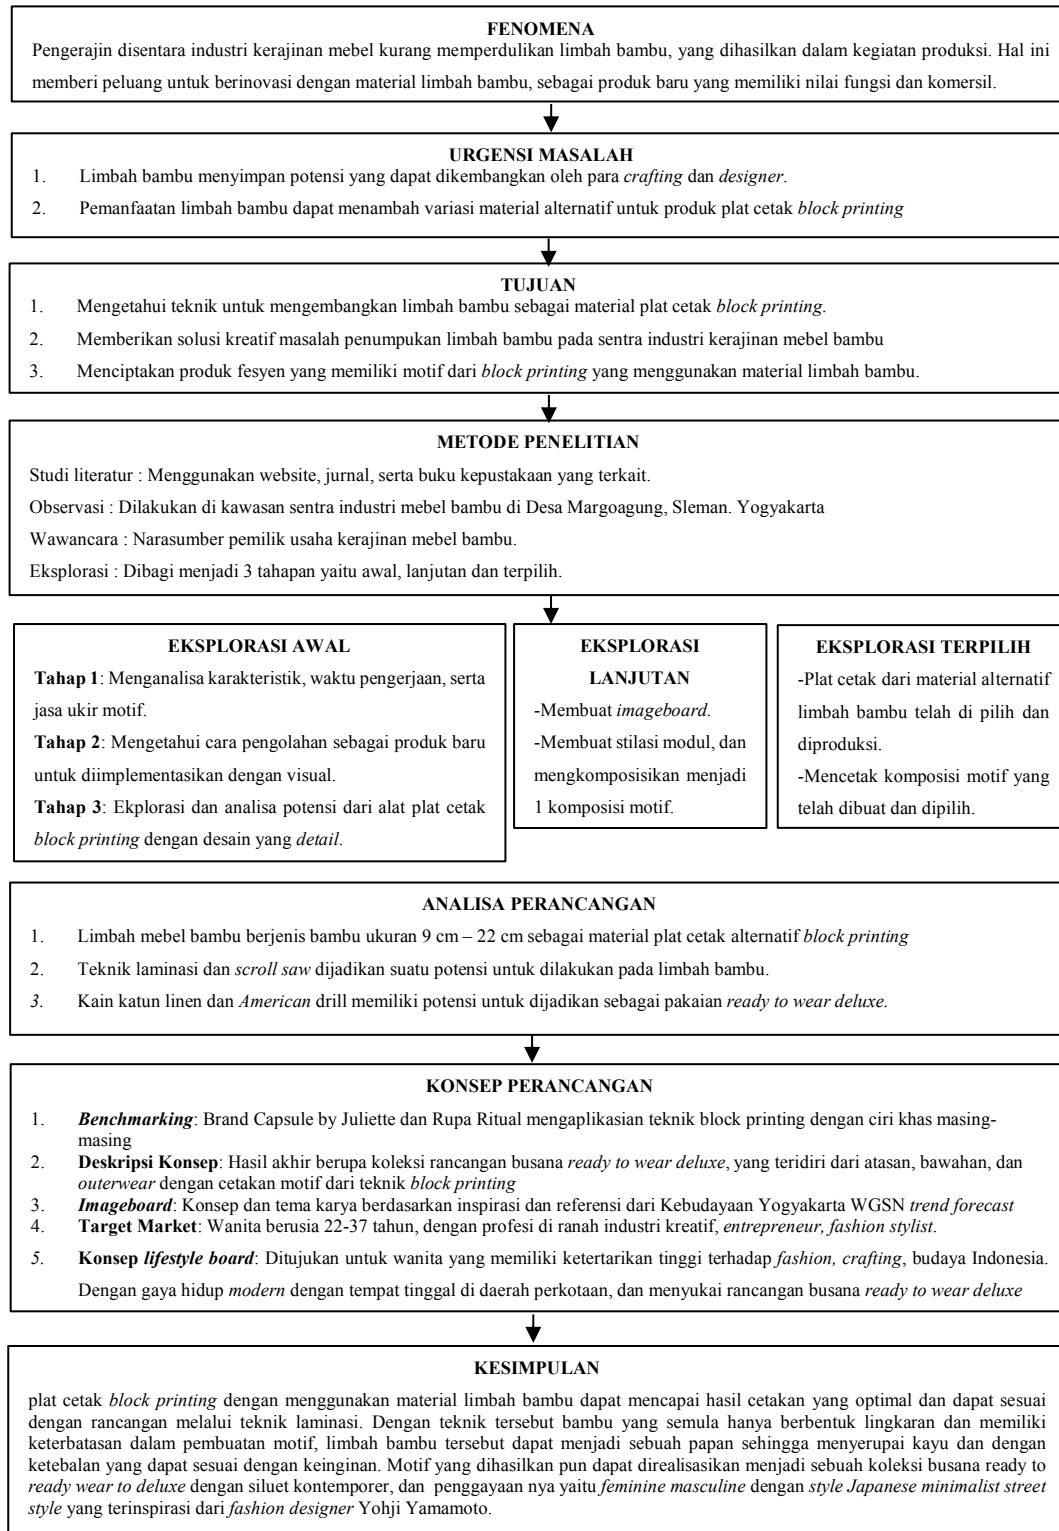 FENOMENA
Pengerajin disentara industri kerajinan mebel kurang memperdulikan limbah bambu, yang dihasilkan dalam kegiatan produksi. Hal ini
memberi peluang untuk berinovasi dengan material limbah bambu, sebagai produk baru yang memiliki nilai fungsi dan komersil.
URGENSI MASALAH
1. Limbah bambu menyimpan potensi yang dapat dikembangkan oleh para crafting dan designer.
2. Pemanfaatan limbah bambu dapat menambah variasi material alternatif untuk produk plat cetak block printing
TUJUAN
1. Mengetahui teknik untuk mengembangkan limbah bambu sebagai material plat cetak block printing.
2. Memberikan solusi kreatif masalah penumpukan limbah bambu pada sentra industri kerajinan mebel bambu
3. Menciptakan produk fesyen yang memiliki motif dari block printing yang menggunakan material limbah bambu.
METODE PENELITIAN
Studi literatur : Menggunakan website, jurnal, serta buku kepustakaan yang terkait.
Observasi : Dilakukan di kawasan sentra industri mebel bambu di Desa Margoagung, Sleman. Yogyakarta
Wawancara : Narasumber pemilik usaha kerajinan mebel bambu.
Eksplorasi : Dibagi menjadi 3 tahapan yaitu awal, lanjutan dan terpilih.
EKSPLORASI AWAL
Tahap 1: Menganalisa karakteristik, waktu pengerjaan, serta
jasa ukir motif.
Tahap 2: Mengetahui cara pengolahan sebagai produk baru
untuk diimplementasikan dengan visual.
Tahap 3: Ekplorasi dan analisa potensi dari alat plat cetak
block printing dengan desain yang detail.
EKSPLORASI
LANJUTAN
-Membuat imageboard.
-Membuat stilasi modul, dan
mengkomposisikan menjadi
1 komposisi motif.
EKSPLORASI TERPILIH
-Plat cetak dari material alternatif
limbah bambu telah di pilih dan
diproduksi.
-Mencetak komposisi motif yang
telah dibuat dan dipilih.
ANALISA PERANCANGAN
1. Limbah mebel bambu berjenis bambu ukuran 9 cm – 22 cm sebagai material plat cetak alternatif block printing
2. Teknik laminasi dan scroll saw dijadikan suatu potensi untuk dilakukan pada limbah bambu.
3. Kain katun linen dan American drill memiliki potensi untuk dijadikan sebagai pakaian ready to wear deluxe.
KONSEP PERANCANGAN
1. Benchmarking: Brand Capsule by Juliette dan Rupa Ritual mengaplikasian teknik block printing dengan ciri khas masing-
masing
2. Deskripsi Konsep: Hasil akhir berupa koleksi rancangan busana ready to wear deluxe, yang teridiri dari atasan, bawahan, dan
outerwear dengan cetakan motif dari teknik block printing
3. Imageboard: Konsep dan tema karya berdasarkan inspirasi dan referensi dari Kebudayaan Yogyakarta WGSN trend forecast
4. Target Market: Wanita berusia 22-37 tahun, dengan profesi di ranah industri kreatif, entrepreneur, fashion stylist.
5. Konsep lifestyle board: Ditujukan untuk wanita yang memiliki ketertarikan tinggi terhadap fashion, crafting, budaya Indonesia.
Dengan gaya hidup modern dengan tempat tinggal di daerah perkotaan, dan menyukai rancangan busana ready to wear deluxe
KESIMPULAN
plat cetak block printing dengan menggunakan material limbah bambu dapat mencapai hasil cetakan yang optimal dan dapat sesuai
dengan rancangan melalui teknik laminasi. Dengan teknik tersebut bambu yang semula hanya berbentuk lingkaran dan memiliki
keterbatasan dalam pembuatan motif, limbah bambu tersebut dapat menjadi sebuah papan sehingga menyerupai kayu dan dengan
ketebalan yang dapat sesuai dengan keinginan. Motif yang dihasilkan pun dapat direalisasikan menjadi sebuah koleksi busana ready to
ready wear to deluxe dengan siluet kontemporer, dan penggayaan nya yaitu feminine masculine dengan style Japanese minimalist street
style yang terinspirasi dari fashion designer Yohji Yamamoto.